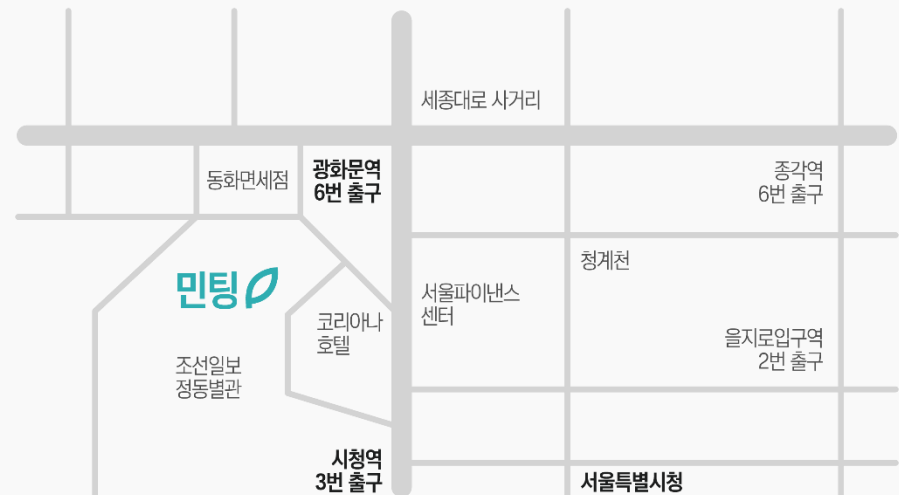 세종대로 사거리
동화면세점
광화문역
6번 출구
종각역
6번 출구
청계천
민팅
서울파이낸스
센터
코리아나
호텔
을지로입구역
2번 출구
조선일보
정동별관
시청역
3번 출구
서울특별시청